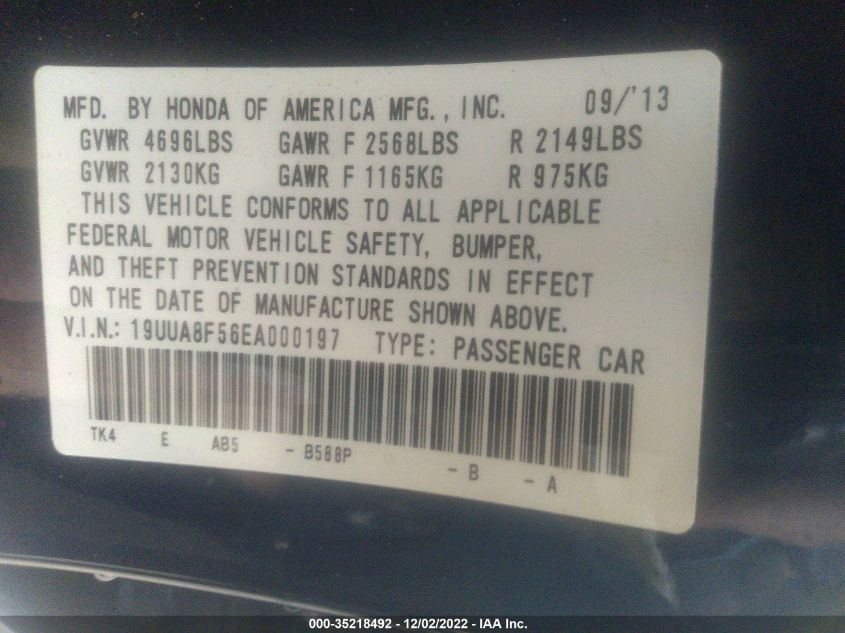 MFD. BY HONDA OF AMERICA MFG., INC. 09/'13
GVWR 4696LBS GAWR F 2568LBS R 2149LBS
GVWR 2130KG GAWR F 1165KG R 975KG
THIS VEHICLE CONFORMS TO ALL APPLICABLE
FEDERAL MOTOR VEHICLE SAFETY, BUMPER,
AND THEFT PREVENTION STANDARDS IN EFFECT
ON THE DATE OF MANUFACTURE SHOWN ABOVE.
V.I.N.: 19UUA8F56EA000197 TYPE: PASSENGER CAR
TK4 E AB5 - B588P - B - A
000-35218492 - 12/02/2022 - IAA Inc.